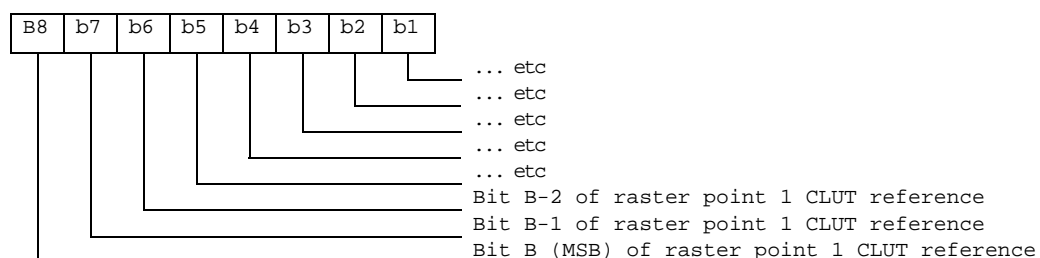 B8 b7 b6 b5 b4 b3 b2 b1
... etc
... etc
... etc
... etc
... etc
Bit B-2 of raster point 1 CLUT reference
Bit B-1 of raster point 1 CLUT reference
Bit B (MSB) of raster point 1 CLUT reference